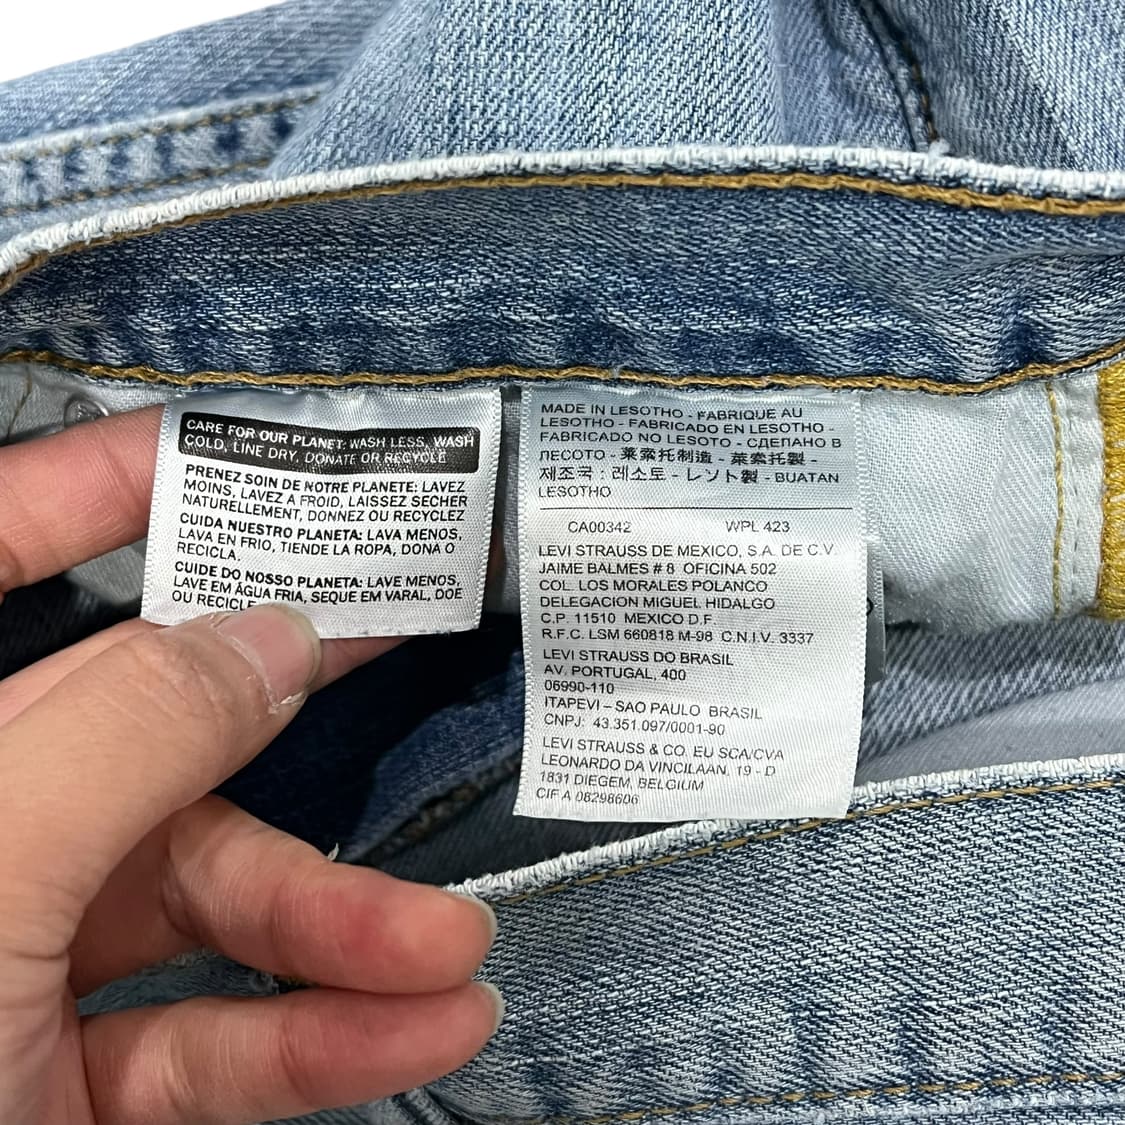 CARE FOR OUR PLANET: WASH LESS, WASH
COLD, LINE DRY, DONATE OR RECYCLE
PRENEZ SOIN DE NOTRE PLANETE: LAVEZ
MOINS, LAVEZ A FROID, LAISSEZ SECHER
NATURELLEMENT, DONNEZ OU RECYCLEZ
CUIDA NUESTRO PLANETA: LAVA MENOS,
LAVA EN FRIO, TIENDE LA ROPA, DONA O
RECICLA.
CUIDE DO NOSSO PLANETA: LAVE MENOS,
LAVE EM ÁGUA FRIA, SEQUE EM VARAL, DOE
OU RECICLE
MADE IN LESOTHO - FABRIQUE AU
LESOTHO - FABRICADO EN LESOTHO -
FABRICADO NO LESOTO - СДЕЛАНО В
ЛЕСОТО - 莱索托制造 - 萊索托製 -
제조국 : 레소토 - レソト製 - BUATAN
LESOTHO
CA00342 WPL 423
LEVI STRAUSS DE MEXICO, S.A. DE C.V.
JAIME BALMES # 8 OFICINA 502
COL. LOS MORALES POLANCO
DELEGACION MIGUEL HIDALGO
C.P. 11510 MEXICO D.F.
R.F.C. LSM 660818 M-98 C.N.I.V. 3337
LEVI STRAUSS DO BRASIL
AV. PORTUGAL, 400
06990-110
ITAPEVI – SAO PAULO BRASIL
CNPJ: 43.351.097/0001-90
LEVI STRAUSS & CO. EU SCA/CVA
LEONARDO DA VINCILAAN, 19 - D
1831 DIEGEM, BELGIUM
CIF A 08298606